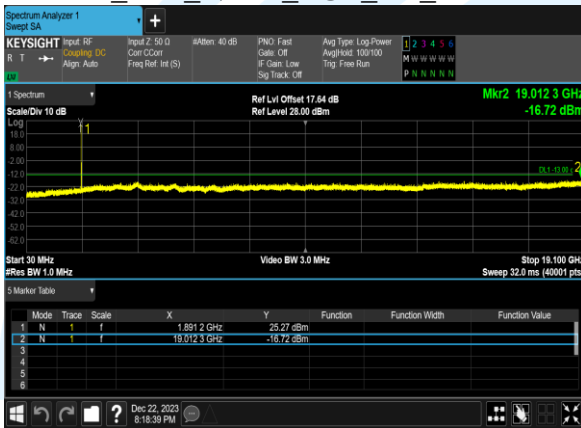 Spectrum Analyzer 1
Swept SA
KEYSIGHT
R T
LV
Input: RF
Coupling: DC
Align: Auto
Input Z: 50 Ω
Corr CCorr
Freq Ref: Int (S)
#Atten: 40 dB
PNO: Fast
Gate: Off
IF Gain: Low
Sig Track: Off
Avg Type: Log-Power
Avg|Hold: 100/100
Trig: Free Run
1 2 3 4 5 6
M W W W W W
P N N N N N
1 Spectrum
Scale/Div 10 dB
Ref Lvl Offset 17.64 dB
Ref Level 28.00 dBm
Mkr2 19.012 3 GHz
-16.72 dBm
Log
18.0
8.00
-2.00
-12.0
-22.0
-32.0
-42.0
-52.0
-62.0
1
DL1 -13.00
2
Start 30 MHz
#Res BW 1.0 MHz
Video BW 3.0 MHz
Stop 19.100 GHz
Sweep 32.0 ms (40001 pts
5 Marker Table
Mode Trace Scale X Y Function Function Width Function Value
1 N 1 f 1.891 2 GHz 25.27 dBm
2 N 1 f 19.012 3 GHz -16.72 dBm
3
4
5
6
? Dec 22, 2023
8:18:39 PM